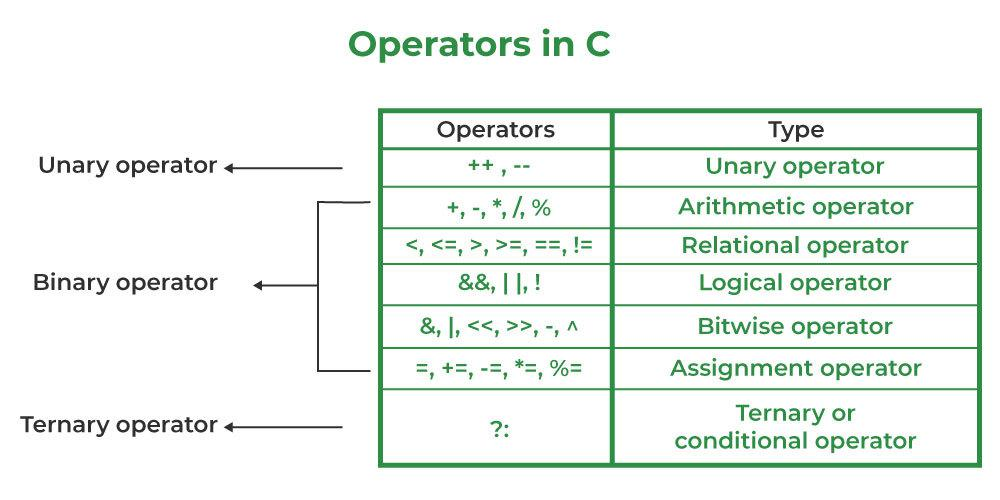 Operators in C
Operators Type
Unary operator ++ , -- Unary operator
+, -, *, /, % Arithmetic operator
<, <=, >, >=, ==, != Relational operator
Binary operator &&, | |, ! Logical operator
&, |, <<, >>, -, ^ Bitwise operator
=, +=, -=, *=, %= Assignment operator
Ternary operator ?: Ternary or
conditional operator